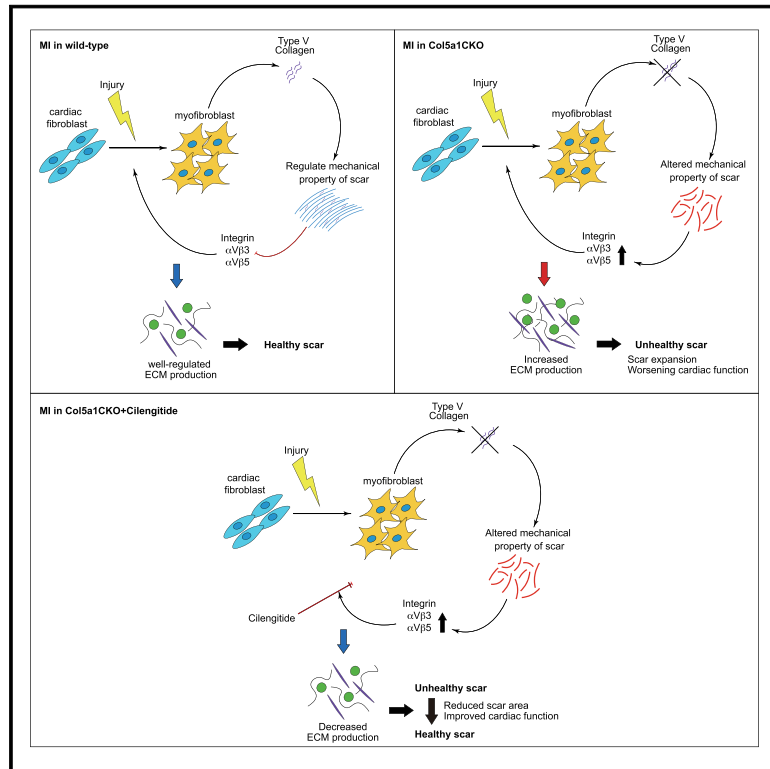 MI in wild-type
Type V
Collagen
Injury
cardiac
fibroblast
myofibroblast
Regulate mechanical
property of scar
Integrin
αVβ3
αVβ5
well-regulated
ECM production
Healthy scar
MI in Col5a1CKO
Type V
Collagen
Injury
cardiac
fibroblast
myofibroblast
Altered mechanical
property of scar
Integrin
αVβ3
αVβ5
Increased
ECM production
Unhealthy scar
Scar expansion
Worsening cardiac function
MI in Col5a1CKO+Cilengitide
Type V
Collagen
Injury
cardiac
fibroblast
myofibroblast
Altered mechanical
property of scar
Integrin
αVβ3
αVβ5
Cilengitide
Decreased
ECM production
Unhealthy scar
Reduced scar area
Improved cardiac function
Healthy scar